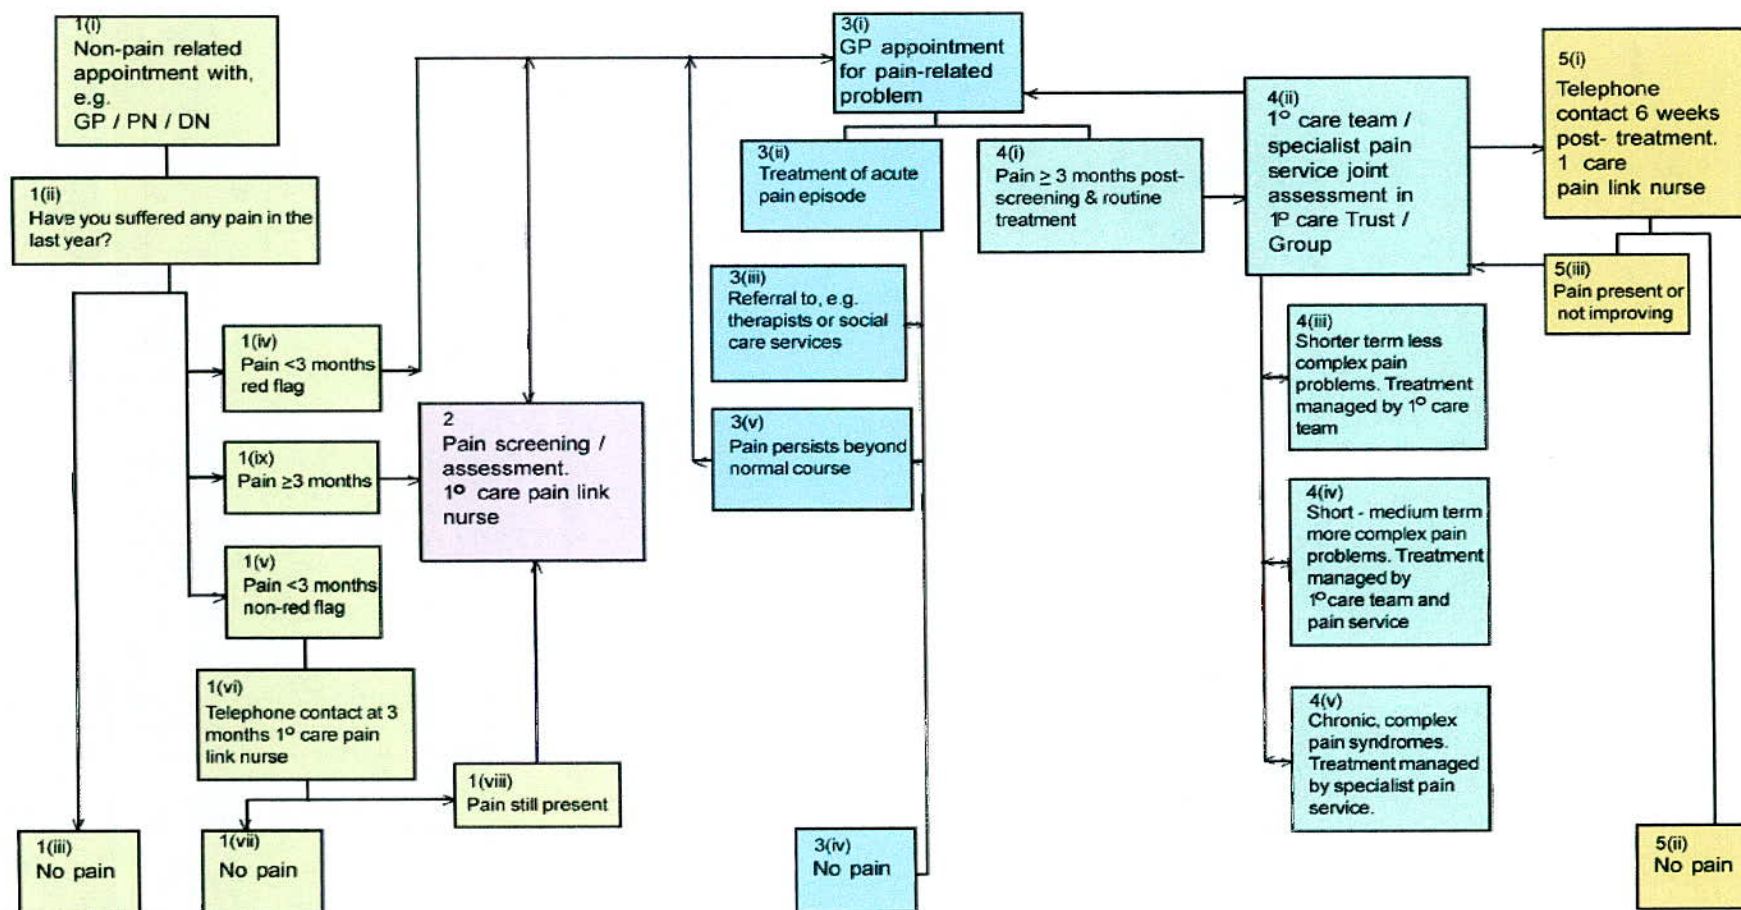 1(i)
Non-pain related
appointment with,
e.g.
GP / PN / DN
1(ii)
Have you suffered any pain in the
last year?
1(iv)
Pain <3 months
red flag
1(ix)
Pain ≥3 months
1(v)
Pain <3 months
non-red flag
1(vi)
Telephone contact at 3
months 1º care pain
link nurse
1(viii)
Pain still present
1(iii)
No pain
1(vii)
No pain
2
Pain screening /
assessment.
1º care pain link
nurse
3(i)
GP appointment
for pain-related
problem
3(ii)
Treatment of acute
pain episode
3(iii)
Referral to, e.g.
therapists or social
care services
3(v)
Pain persists beyond
normal course
3(iv)
No pain
4(i)
Pain ≥ 3 months post-
screening & routine
treatment
4(ii)
1º care team /
specialist pain
service joint
assessment in
1º care Trust /
Group
4(iii)
Shorter term less
complex pain
problems. Treatment
managed by 1º care
team
4(iv)
Short - medium term
more complex pain
problems. Treatment
managed by
1ºcare team and
pain service
4(v)
Chronic, complex
pain syndromes.
Treatment managed
by specialist pain
service.
5(i)
Telephone
contact 6 weeks
post- treatment.
1 care
pain link nurse
5(iii)
Pain present or
not improving
5(ii)
No pain